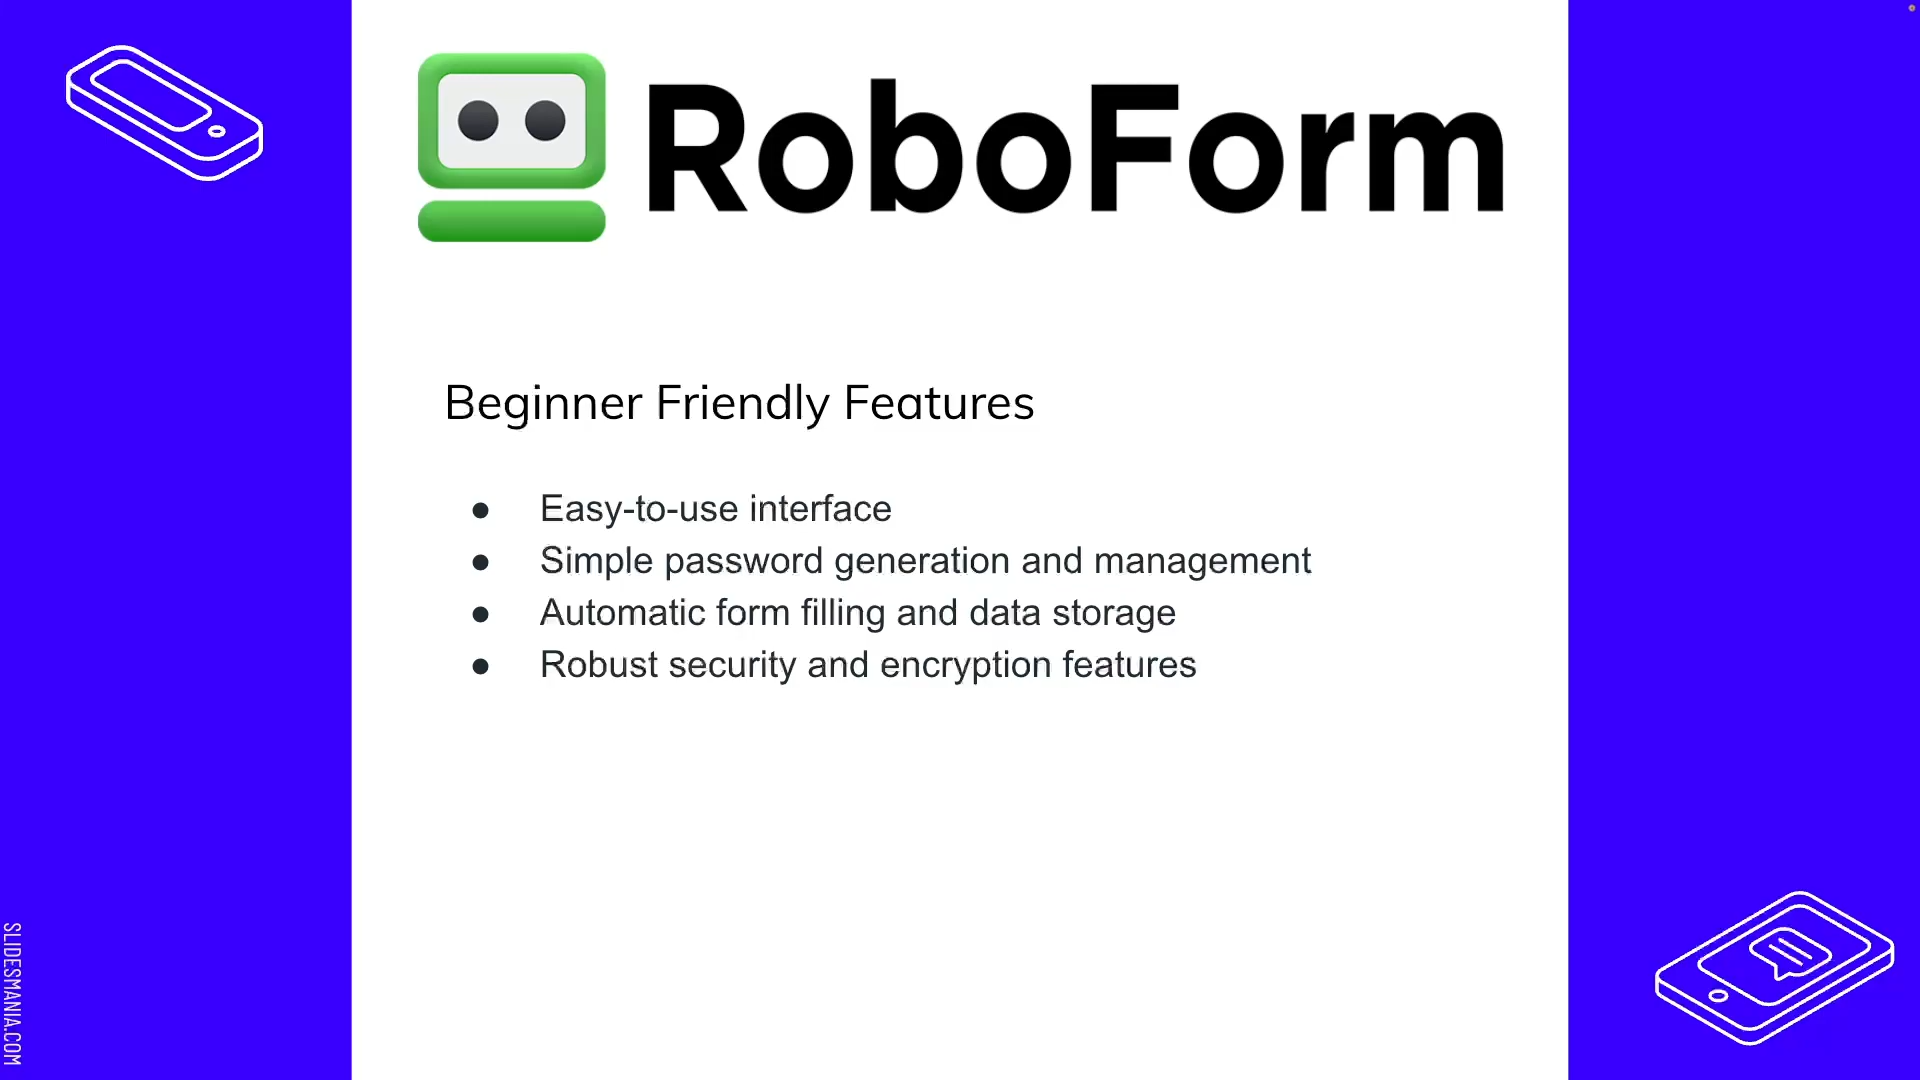 RoboForm
Beginner Friendly Features
● Easy-to-use interface
● Simple password generation and management
● Automatic form filling and data storage
● Robust security and encryption features
SLIDESMANIA.COM